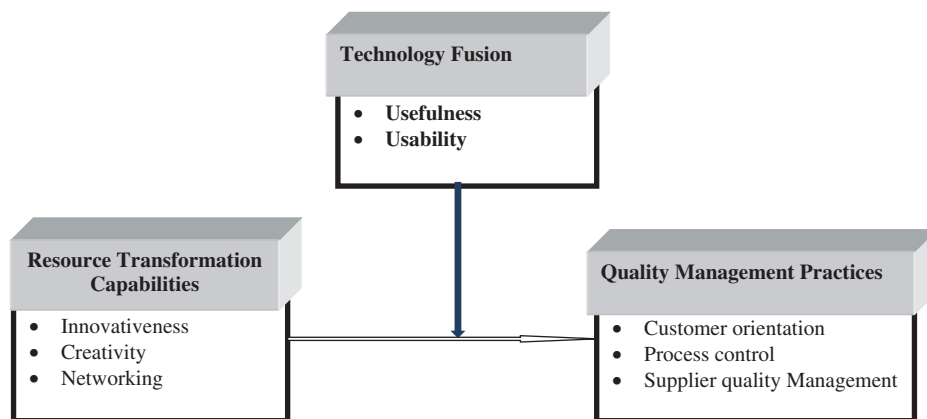 Technology Fusion
• Usefulness
• Usability
Resource Transformation
Capabilities
• Innovativeness
• Creativity
• Networking
Quality Management Practices
• Customer orientation
• Process control
• Supplier quality Management